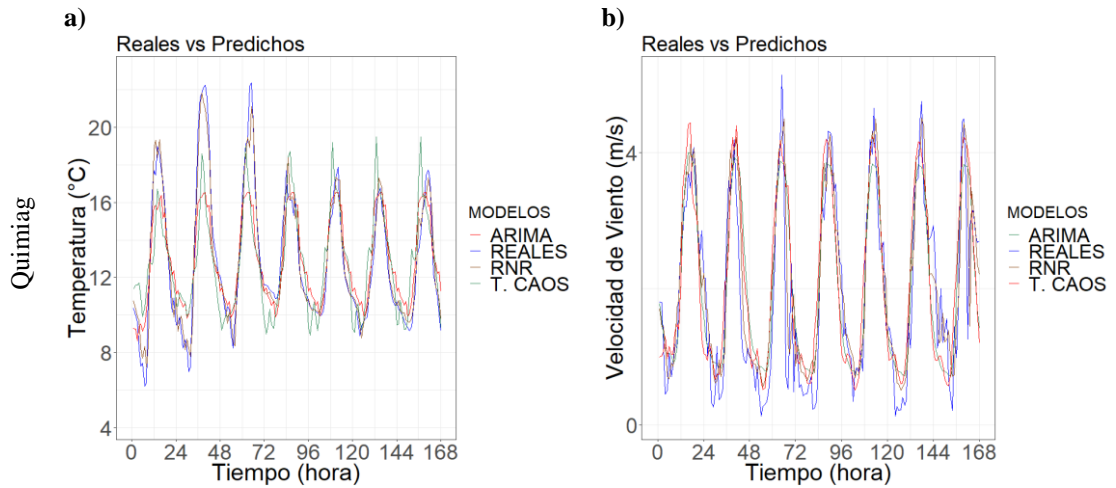 a)
Reales vs Predichos
Quimiag
Temperatura (°C)
20
16
12
8
4
0 24 48 72 96 120 144 168
Tiempo (hora)
MODELOS
ARIMA
REALES
RNR
T. CAOS
b)
Reales vs Predichos
Velocidad de Viento (m/s)
4
0
0 24 48 72 96 120 144 168
Tiempo (hora)
MODELOS
ARIMA
REALES
RNR
T. CAOS